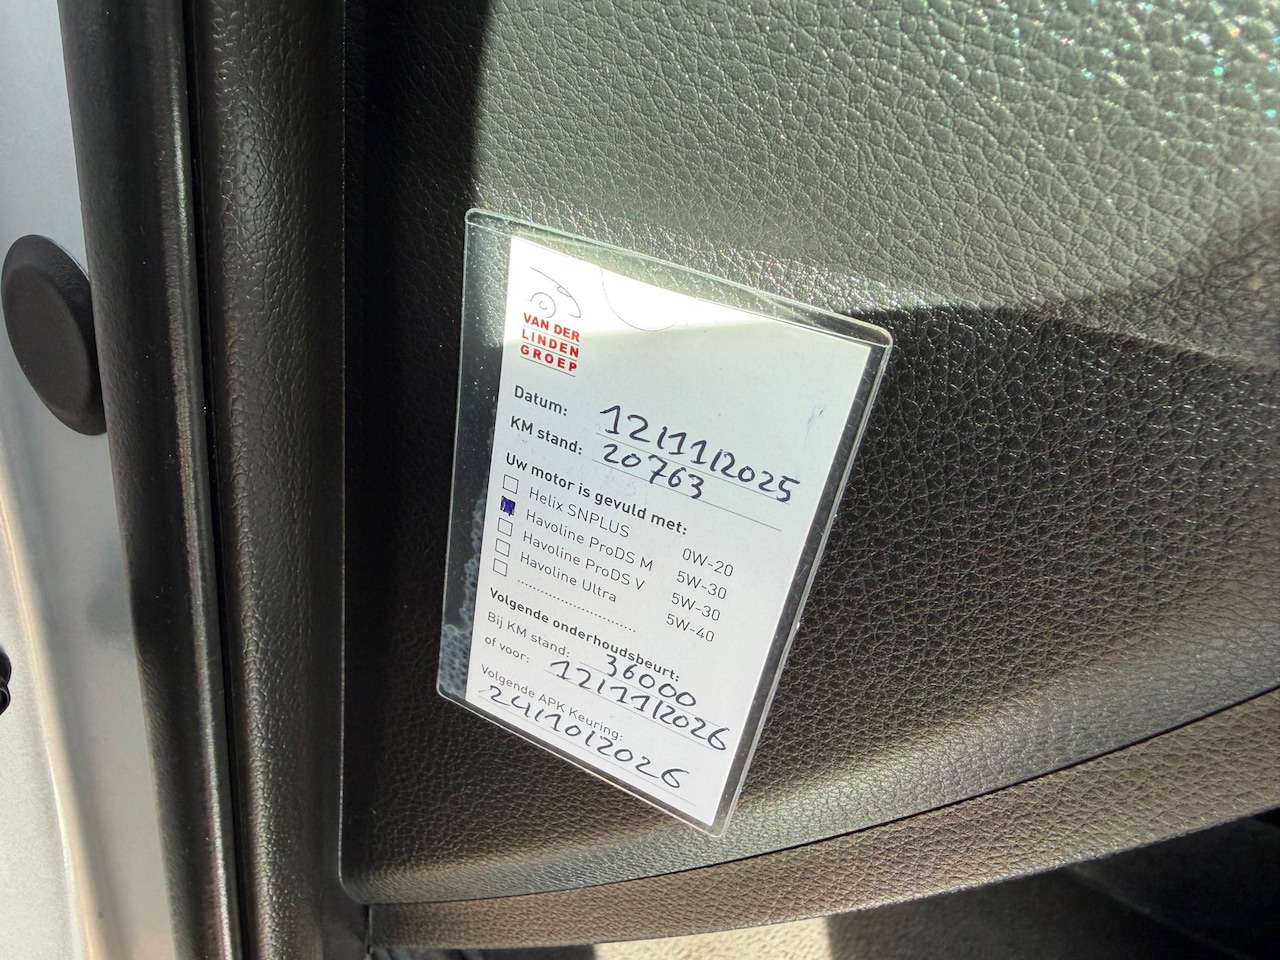 VAN DER
LINDEN
GROEP
Datum: 12/11/2025
KM stand: 20763
Uw motor is gevuld met:
Helix SNPLUS 0W-20
Havoline ProDS M 5W-30
Havoline ProDS V 5W-30
Havoline Ultra 5W-40
..............................
Volgende onderhoudsbeurt:
Bij KM stand: 36000
of voor: 12/11/2026
Volgende APK Keuring:
24/10/2026